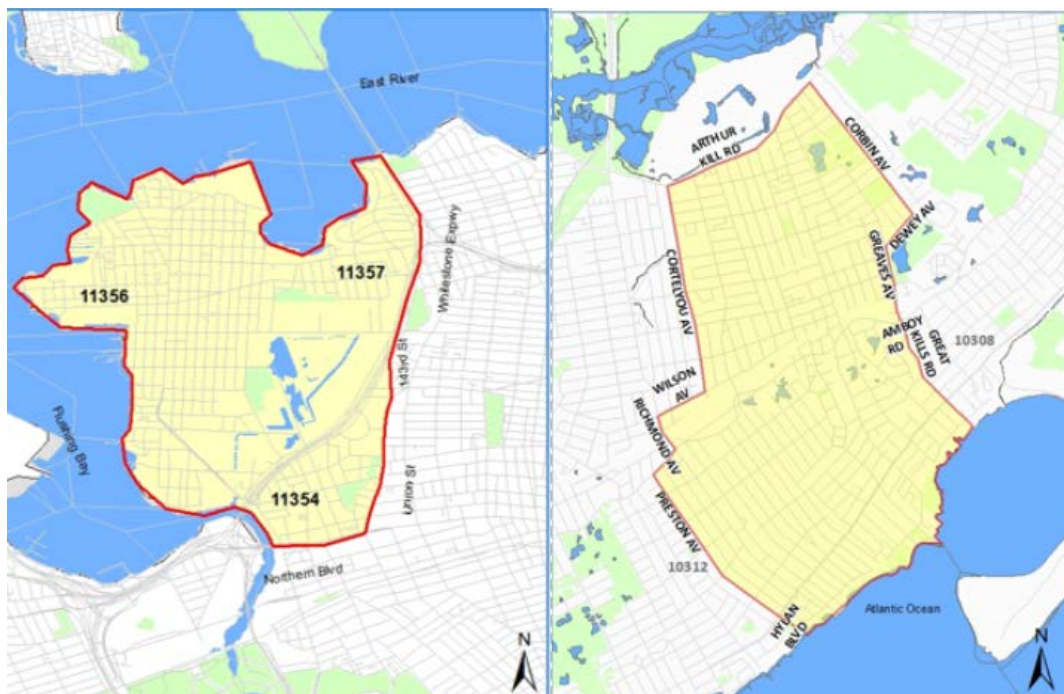 East River
11357
11356
Whitestone Expwy
143rd St
Flushing Bay
Union St
11354
Northern Blvd
N
ARTHUR
KILL RD
CORBIN AV
DEWEY AV
GREAVES AV
CORTELYOU AV
AMBOY
RD
GREAT
KILLS RD
10308
WILSON
AV
RICHMOND AV
PRESTON AV
10312
HYLAN
BLVD
Atlantic Ocean
N